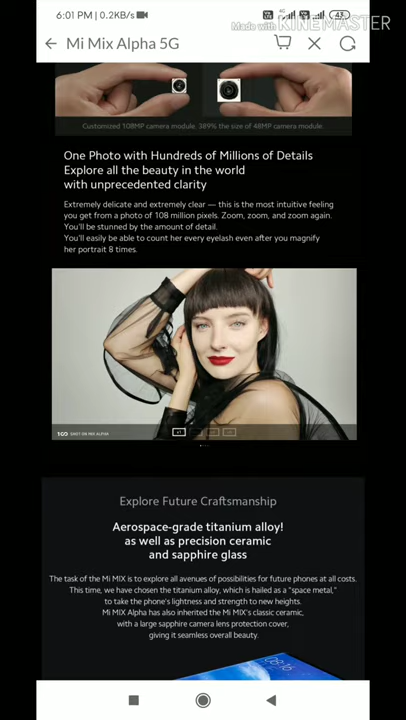 6:01 PM | 0.2KB/s
4G
47
Made with KINEMASTER
Mi Mix Alpha 5G
Customized 108MP camera module. 389% the size of 48MP camera module.
One Photo with Hundreds of Millions of Details
Explore all the beauty in the world
with unprecedented clarity
Extremely delicate and extremely clear — this is the most intuitive feeling
you get from a photo of 108 million pixels. Zoom, zoom, and zoom again.
You'll be stunned by the amount of detail.
You'll easily be able to count her every eyelash even after you magnify
her portrait 8 times.
SHOT ON MIX ALPHA
x1
Explore Future Craftsmanship
Aerospace-grade titanium alloy!
as well as precision ceramic
and sapphire glass
The task of the Mi MIX is to explore all avenues of possibilities for future phones at all costs.
This time, we have chosen the titanium alloy, which is hailed as a "space metal,"
to take the phone's lightness and strength to new heights.
Mi MIX Alpha has also inherited the Mi MIX's classic ceramic,
with a large sapphire camera lens protection cover,
giving it seamless overall beauty.
08:16